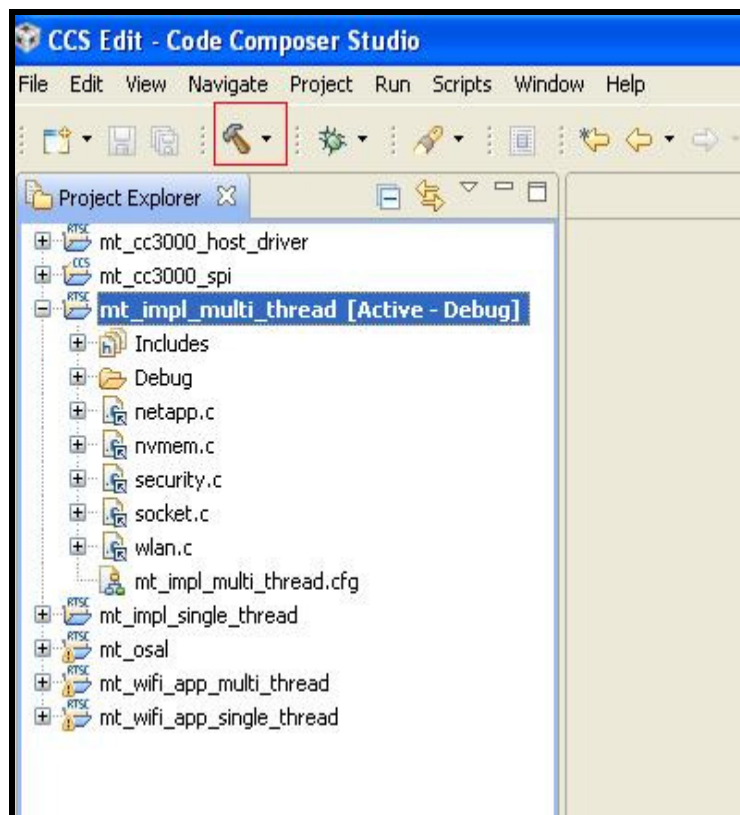 CCS Edit - Code Composer Studio
File Edit View Navigate Project Run Scripts Window Help
Project Explorer
RTSC mt_cc3000_host_driver
CCS mt_cc3000_spi
RTSC mt_impl_multi_thread [Active - Debug]
h Includes
Debug
.c netapp.c
.c nvmem.c
.c security.c
.c socket.c
.c wlan.c
mt_impl_multi_thread.cfg
RTSC mt_impl_single_thread
RTSC mt_osal
RTSC mt_wifi_app_multi_thread
RTSC mt_wifi_app_single_thread